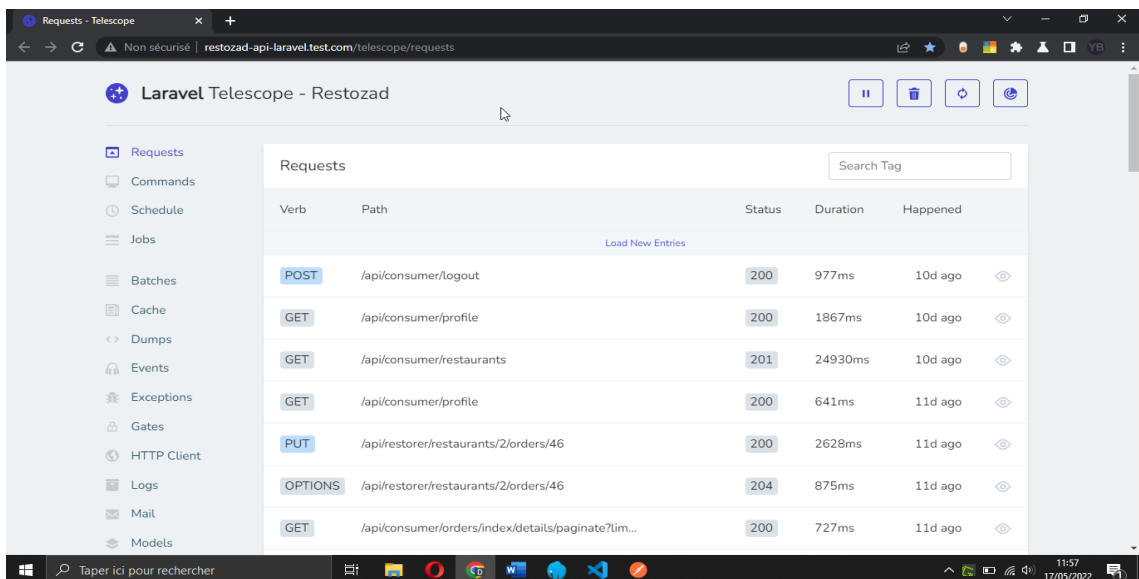 Requests - Telescope
Non sécurisé | restozad-api-laravel.test.com/telescope/requests
YB
Laravel Telescope - Restozad
Requests
Commands
Schedule
Jobs
Batches
Cache
Dumps
Events
Exceptions
Gates
HTTP Client
Logs
Mail
Models
Requests
Search Tag
Verb Path Status Duration Happened
Load New Entries
POST /api/consumer/logout 200 977ms 10d ago
GET /api/consumer/profile 200 1867ms 10d ago
GET /api/consumer/restaurants 201 24930ms 10d ago
GET /api/consumer/profile 200 641ms 11d ago
PUT /api/restorer/restaurants/2/orders/46 200 2628ms 11d ago
OPTIONS /api/restorer/restaurants/2/orders/46 204 875ms 11d ago
GET /api/consumer/orders/index/details/paginate?lim... 200 727ms 11d ago
Taper ici pour rechercher
11:57
17/05/2022